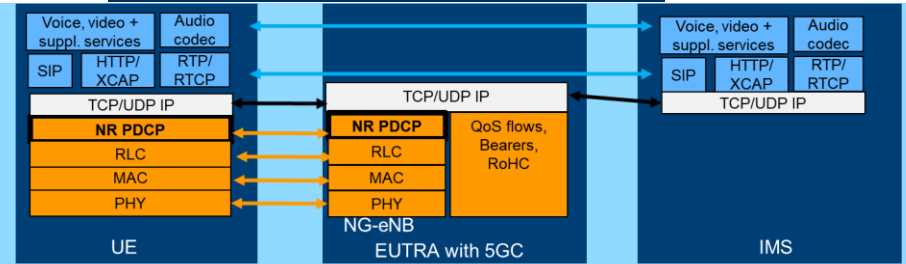 Voice, video +
suppl. services
Audio
codec
SIP
HTTP/
XCAP
RTP/
RTCP
TCP/UDP IP
NR PDCP
RLC
MAC
PHY
UE
TCP/UDP IP
NR PDCP
RLC
MAC
PHY
QoS flows,
Bearers,
RoHC
NG-eNB
EUTRA with 5GC
Voice, video +
suppl. services
Audio
codec
SIP
HTTP/
XCAP
RTP/
RTCP
TCP/UDP IP
IMS